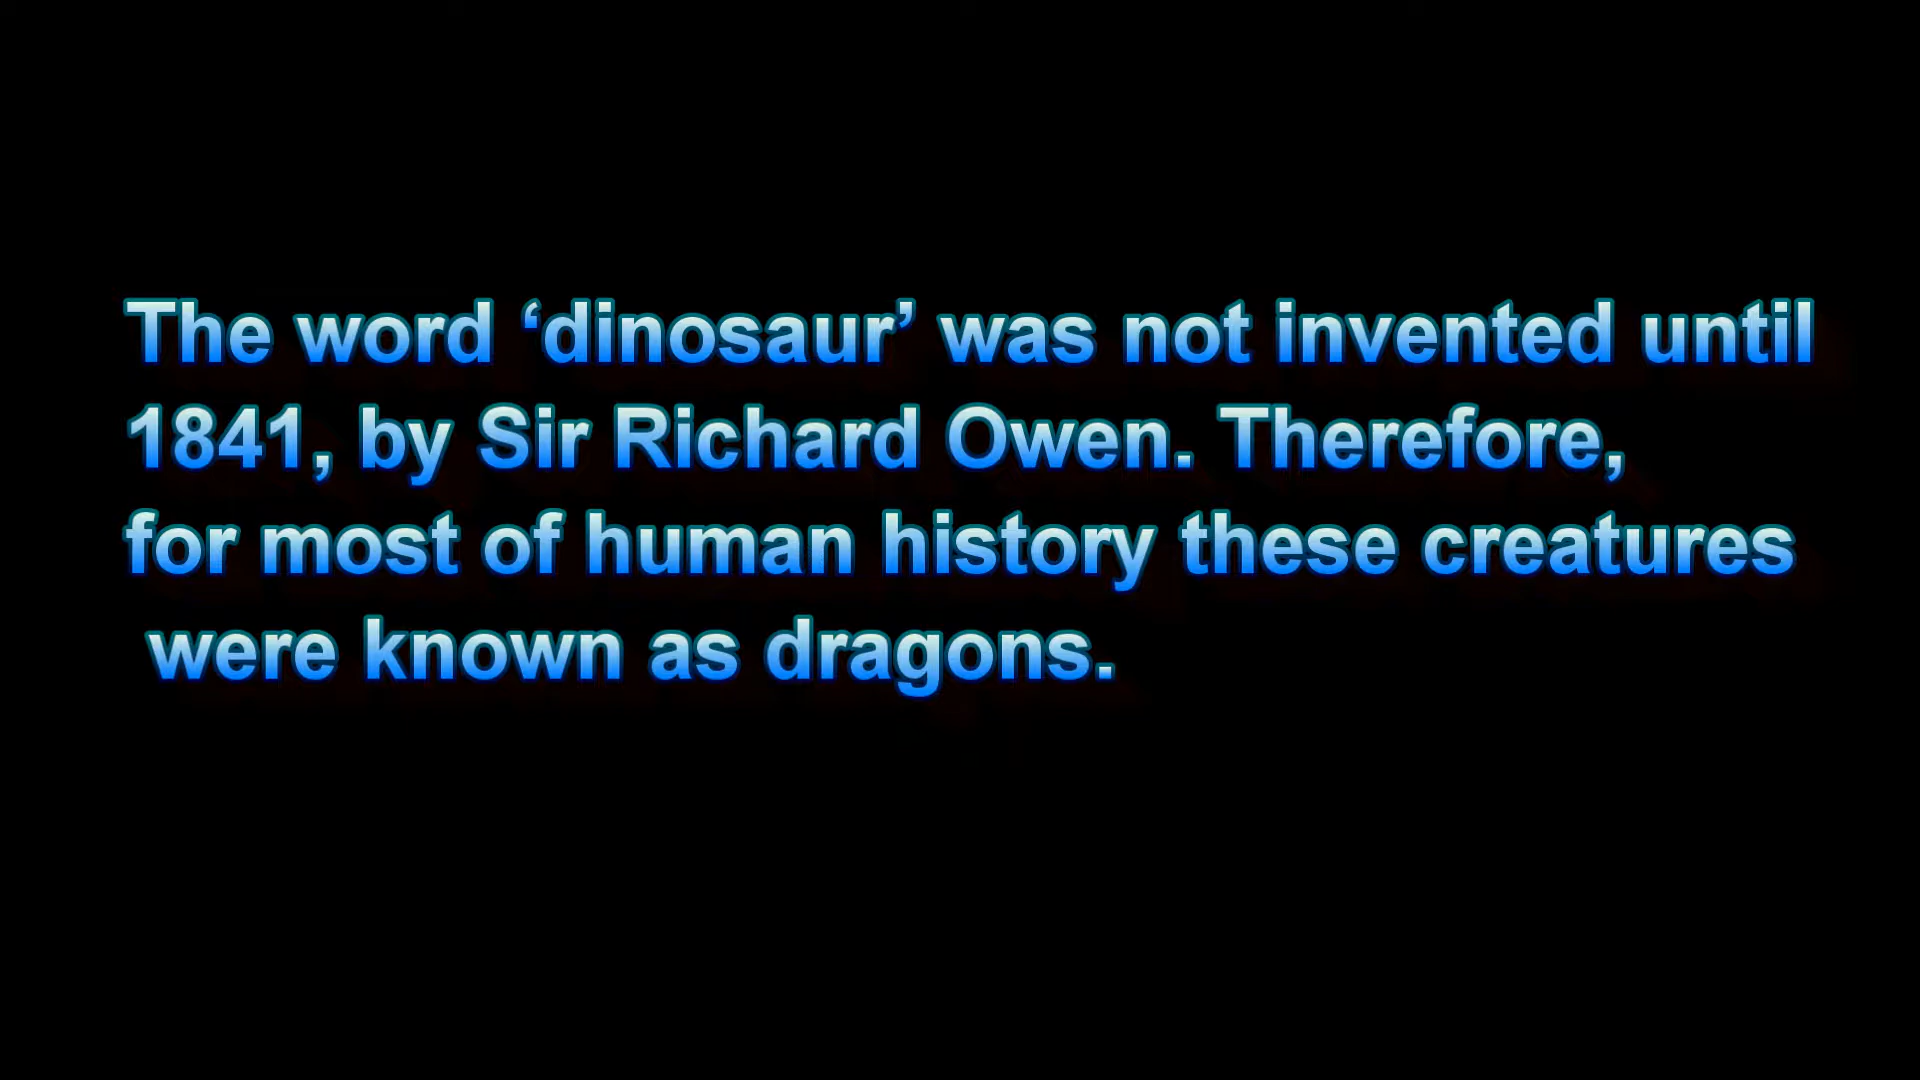 The word ‘dinosaur’ was not invented until
1841, by Sir Richard Owen. Therefore,
for most of human history these creatures
were known as dragons.